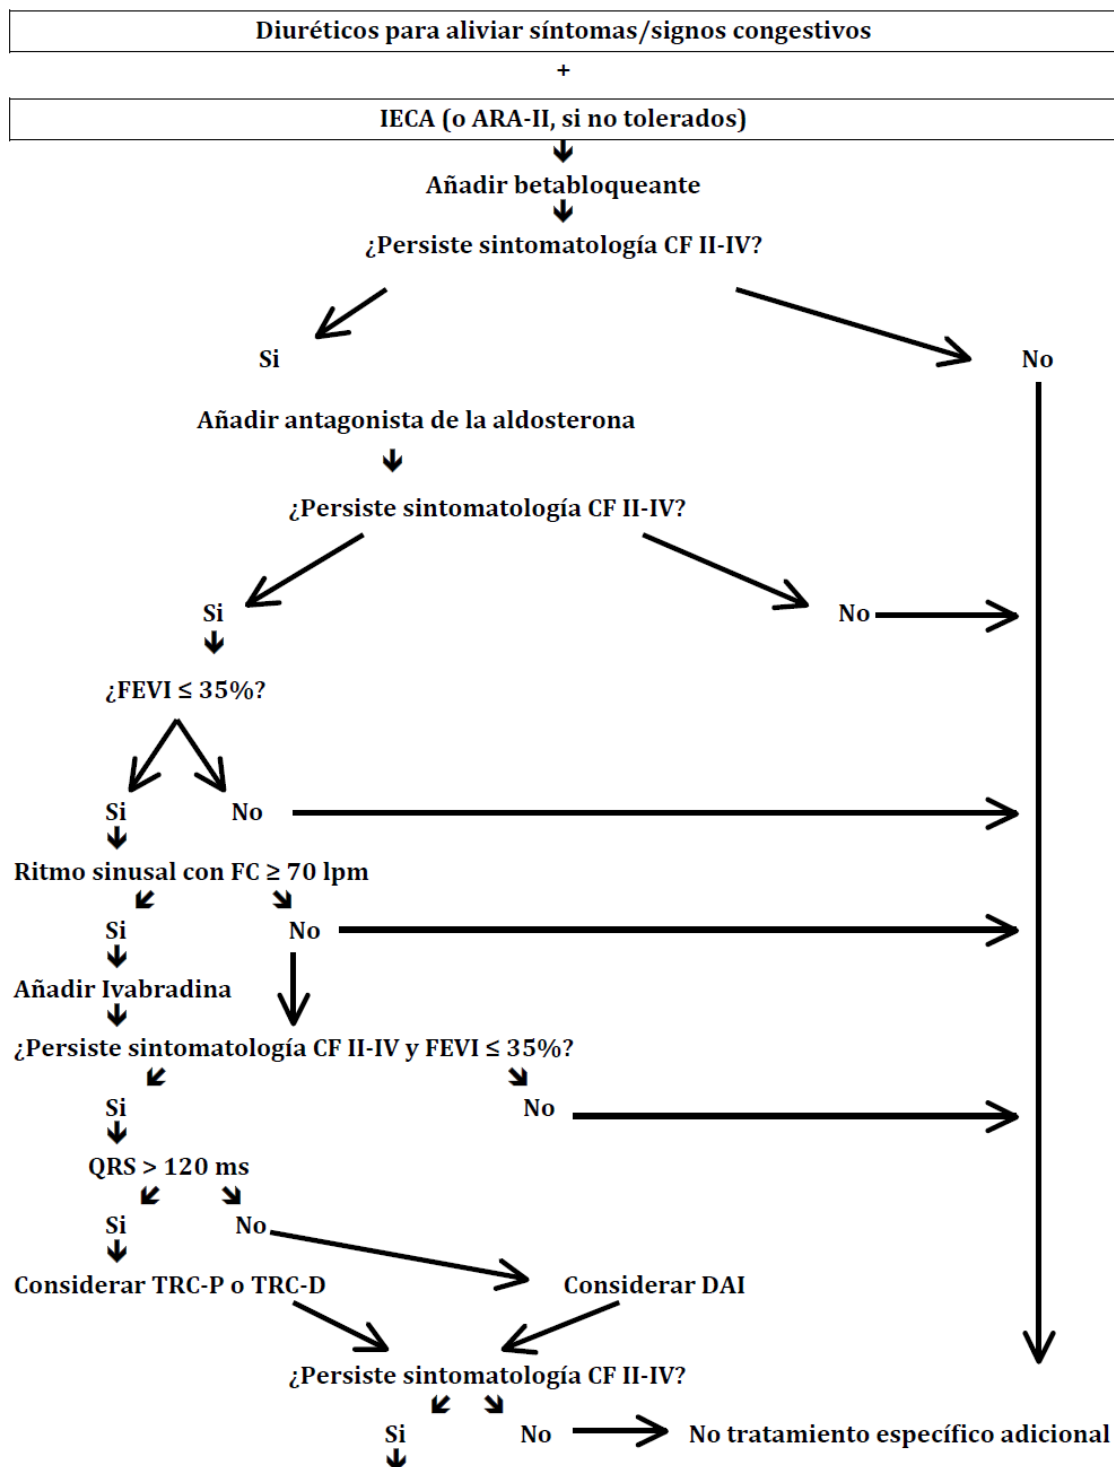 Diuréticos para aliviar síntomas/signos congestivos
+
IECA (o ARA-II, si no tolerados)
Añadir betabloqueante
¿Persiste sintomatología CF II-IV?
Si
No
Añadir antagonista de la aldosterona
¿Persiste sintomatología CF II-IV?
Si
No
¿FEVI ≤ 35%?
Si
No
Ritmo sinusal con FC ≥ 70 lpm
Si
No
Añadir Ivabradina
¿Persiste sintomatología CF II-IV y FEVI ≤ 35%?
Si
No
QRS > 120 ms
Si
No
Considerar TRC-P o TRC-D
Considerar DAI
¿Persiste sintomatología CF II-IV?
Si
No
No tratamiento específico adicional